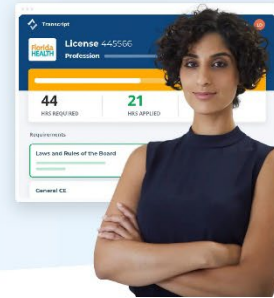 Transcript
Florida
HEALTH
License 445566
Profession
44
HRS REQUIRED
21
HRS APPLIED
Requirements
Laws and Rules of the Board
General CE